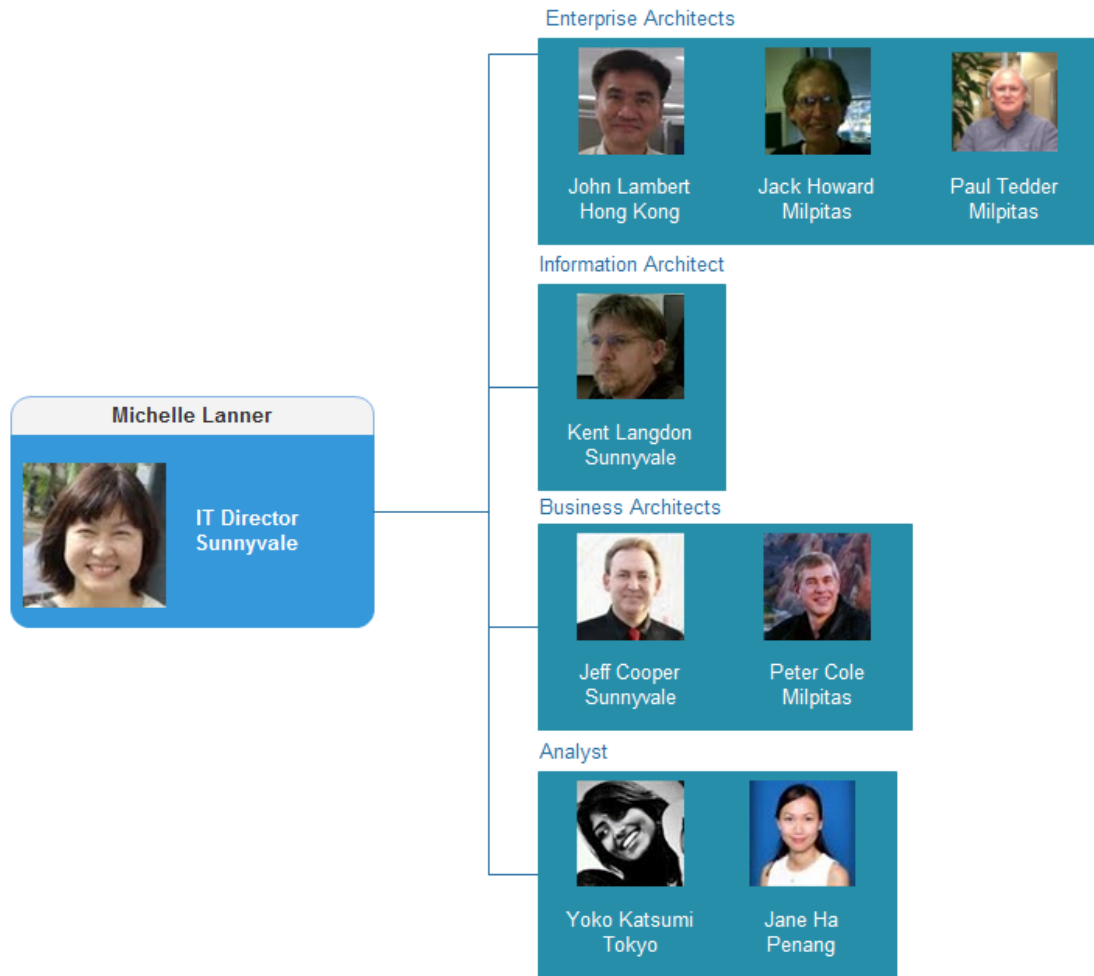 Enterprise Architects
John Lambert
Hong Kong
Jack Howard
Milpitas
Paul Tedder
Milpitas
Information Architect
Kent Langdon
Sunnyvale
Michelle Lanner
IT Director
Sunnyvale
Business Architects
Jeff Cooper
Sunnyvale
Peter Cole
Milpitas
Analyst
Yoko Katsumi
Tokyo
Jane Ha
Penang